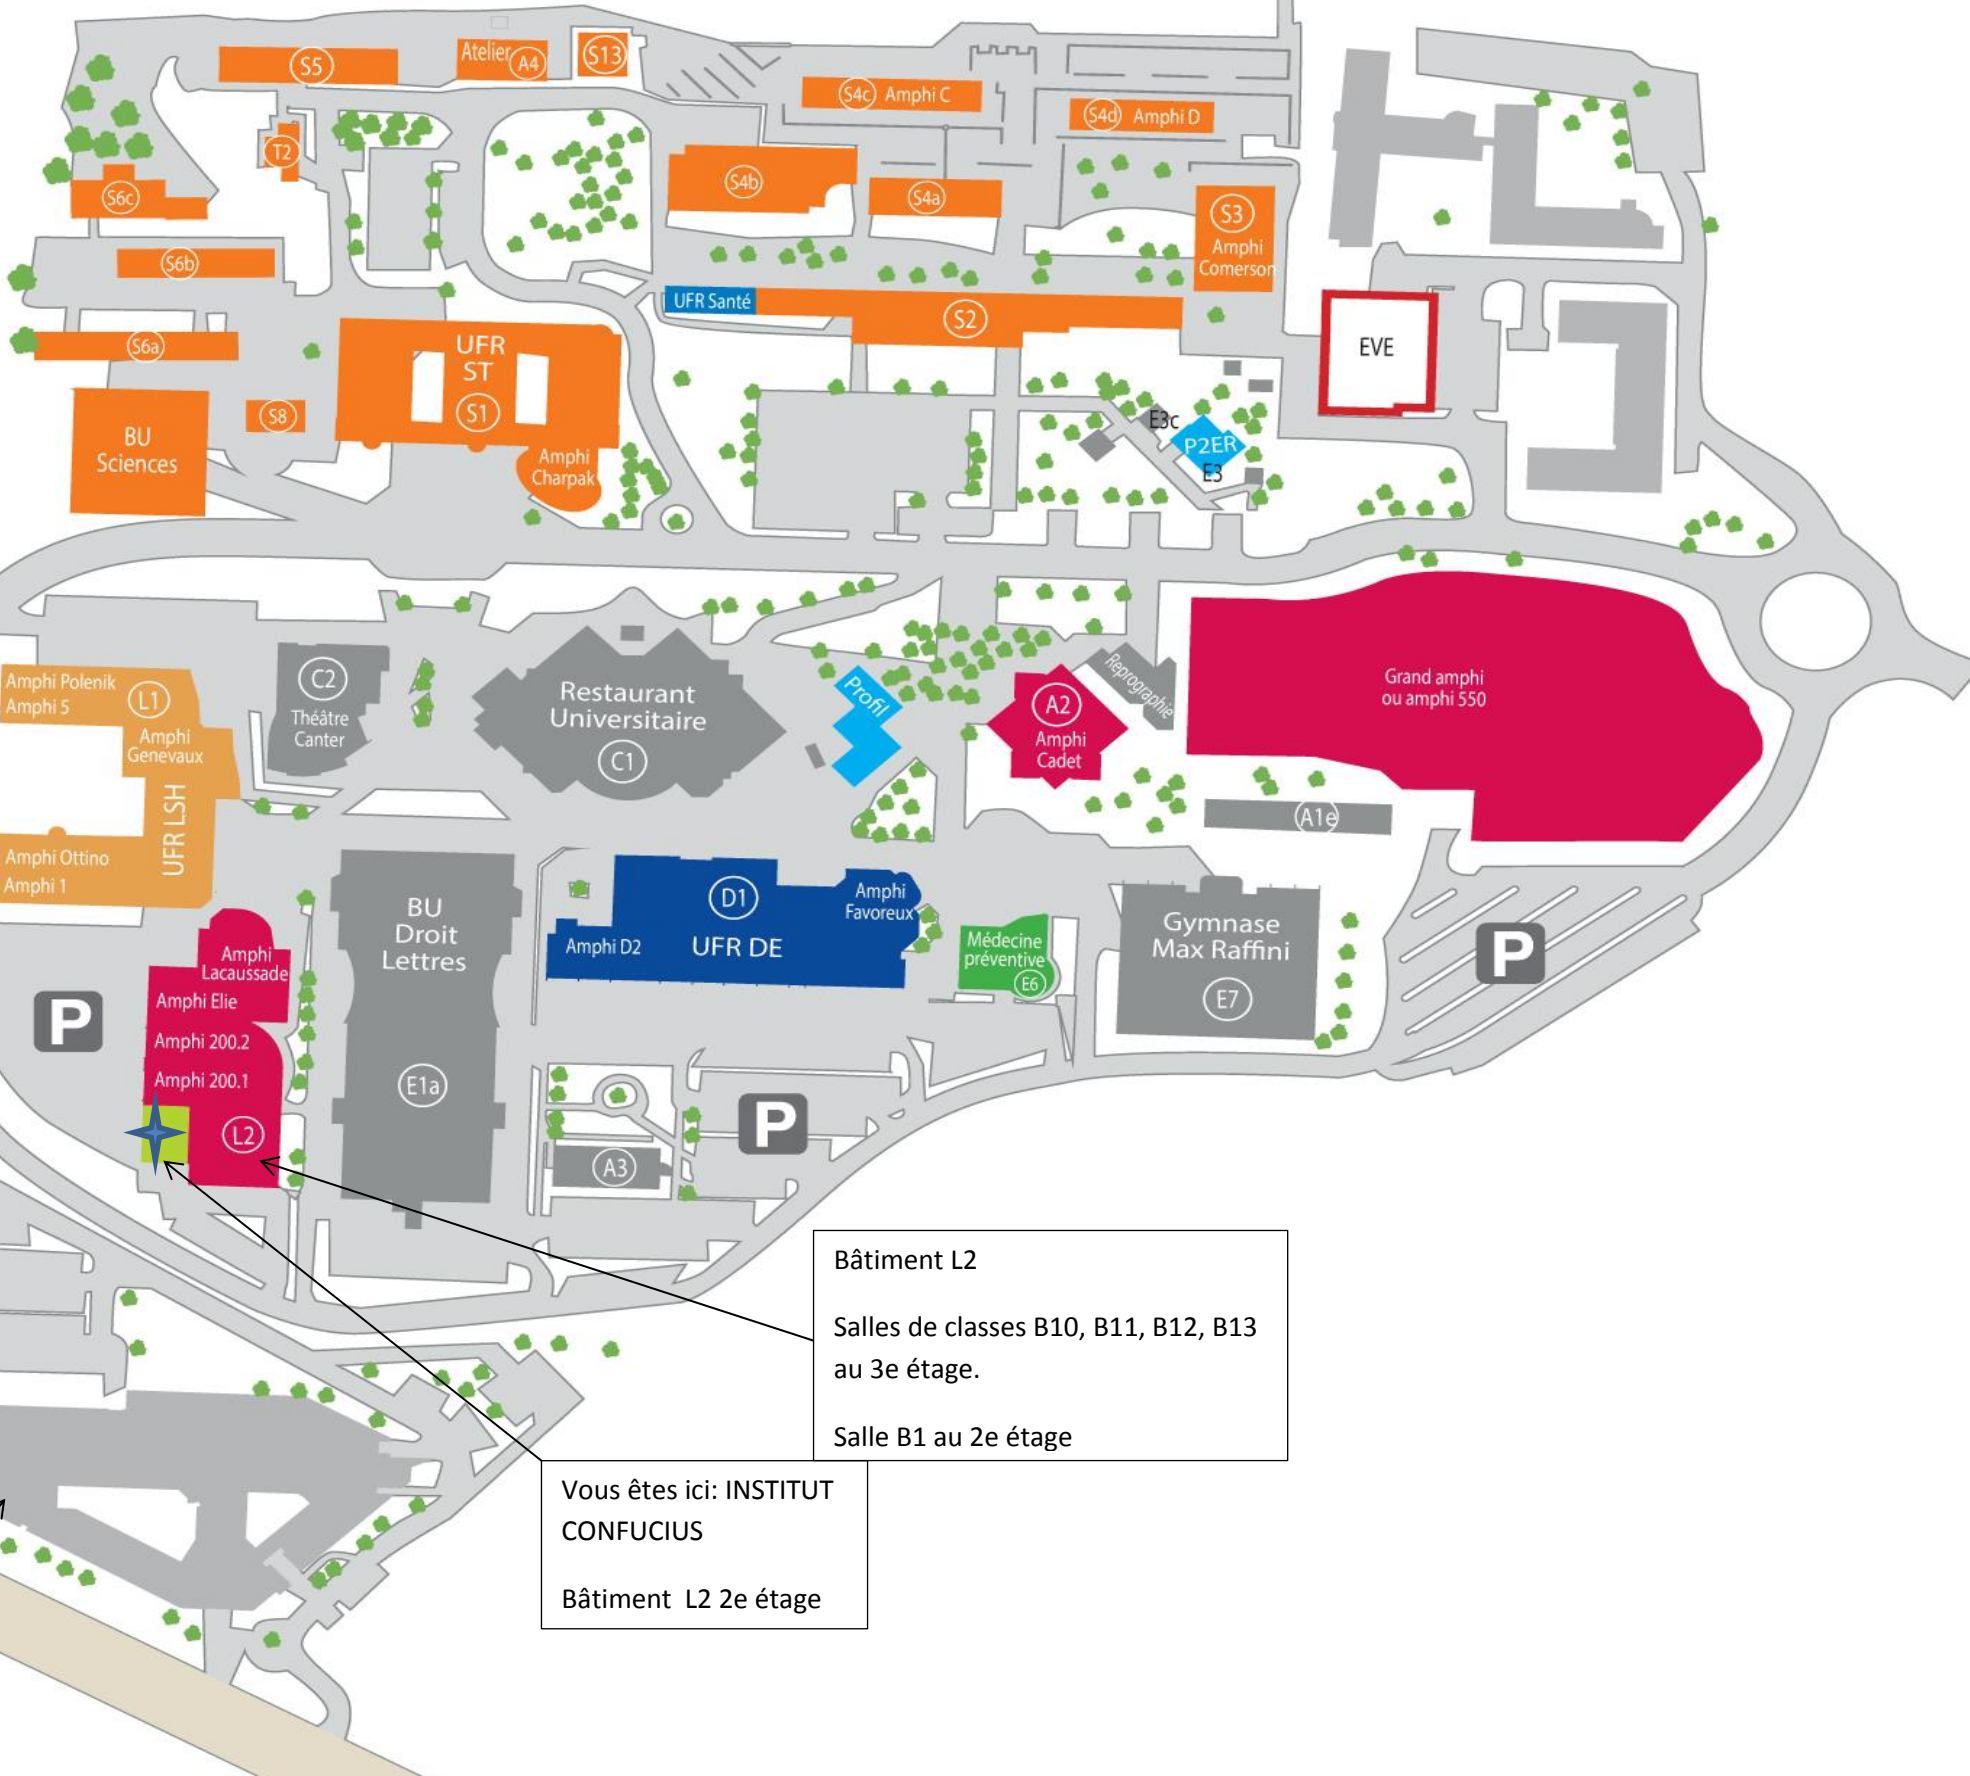 S5
Atelier A4
S13
S4c Amphi C
S4d Amphi D
T2
S6c
S4b
S4a
S3
Amphi
Comerson
S6b
UFR Santé
S2
S6a
UFR
ST
S1
EVE
S8
BU
Sciences
Amphi
Charpak
E3c
P2ER
E3
Amphi Polenik
Amphi 5
L1
Amphi
Genevaux
UFR LSH
Amphi Ottino
Amphi 1
C2
Théâtre
Canter
Restaurant
Universitaire
C1
Profil
A2
Amphi
Cadet
Reprographie
Grand amphi
ou amphi 550
A1e
BU
Droit
Lettres
E1a
D1
Amphi
Favoreux
Amphi D2
UFR DE
Médecine
préventive
E6
Gymnase
Max Raffini
E7
P
Amphi
Lacaussade
Amphi Elie
Amphi 200.2
Amphi 200.1
L2
P
A3
P
Bâtiment L2
Salles de classes B10, B11, B12, B13
au 3e étage.
Salle B1 au 2e étage
Vous êtes ici: INSTITUT
CONFUCIUS
Bâtiment  L2 2e étage